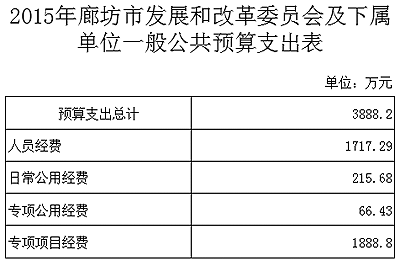 2015年廊坊市发展和改革委员会及下属
单位一般公共预算支出表
单位：万元
预算支出总计 3888.2
人员经费 1717.29
日常公用经费 215.68
专项公用经费 66.43
专项项目经费 1888.8